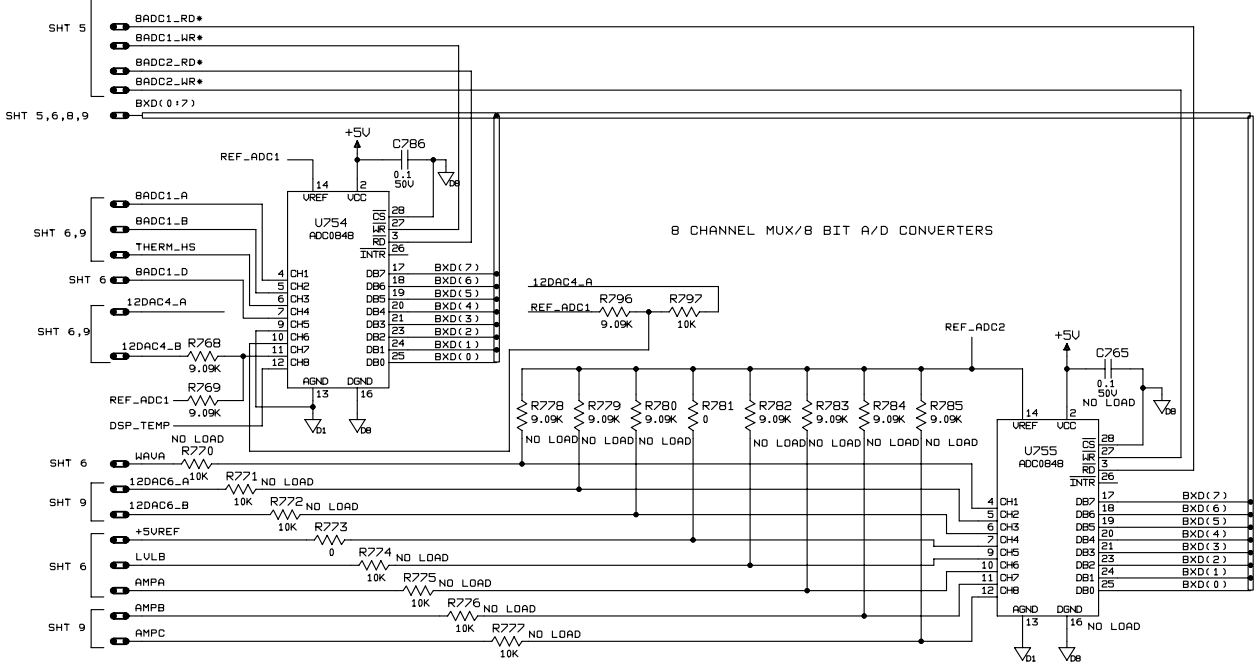 SHT 5
8ADC1_RD*
8ADC1_WR*
8ADC2_RD*
8ADC2_WR*
BXD(0:7)
SHT 5,6,8,9
+5V
C786
0.1
50V
D8
REF_ADC1
14
VREF
2
VCC
U754
ADC0848
28
CS
27
WR
3
RD
26
INTR
SHT 6,9
8ADC1_A
8ADC1_B
THERM_HS
SHT 6
8ADC1_D
12DAC4_A
SHT 6,9
12DAC4_B
R768
9.09K
R769
9.09K
REF_ADC1
DSP_TEMP
4 CH1
5 CH2
6 CH3
7 CH4
9 CH5
10 CH6
11 CH7
12 CH8
DB7 17 BXD(7)
DB6 18 BXD(6)
DB5 19 BXD(5)
DB4 20 BXD(4)
DB3 21 BXD(3)
DB2 23 BXD(2)
DB1 24 BXD(1)
DB0 25 BXD(0)
AGND
13
DGND
16
D1
D8
8 CHANNEL MUX/8 BIT A/D CONVERTERS
12DAC4_A
REF_ADC1
R796
9.09K
R797
10K
REF_ADC2
+5V
C765
0.1
50V
NO LOAD
D8
R778
9.09K
NO LOAD
R779
9.09K
NO LOAD
R780
9.09K
NO LOAD
R781
0
R782
9.09K
NO LOAD
R783
9.09K
NO LOAD
R784
9.09K
NO LOAD
R785
9.09K
NO LOAD
14
VREF
2
VCC
U755
ADC0848
28
CS
27
WR
3
RD
26
INTR
NO LOAD
SHT 6
WAVA
R770
10K
SHT 9
12DAC6_A
R771
NO LOAD
10K
12DAC6_B
R772
NO LOAD
10K
SHT 6
+5VREF
R773
0
LVLB
R774
NO LOAD
10K
AMPA
R775
NO LOAD
10K
SHT 9
AMPB
R776
NO LOAD
10K
AMPC
R777
NO LOAD
10K
4 CH1
5 CH2
6 CH3
7 CH4
9 CH5
10 CH6
11 CH7
12 CH8
DB7 17 BXD(7)
DB6 18 BXD(6)
DB5 19 BXD(5)
DB4 20 BXD(4)
DB3 21 BXD(3)
DB2 23 BXD(2)
DB1 24 BXD(1)
DB0 25 BXD(0)
AGND
13
DGND
16
NO LOAD
D1
D8